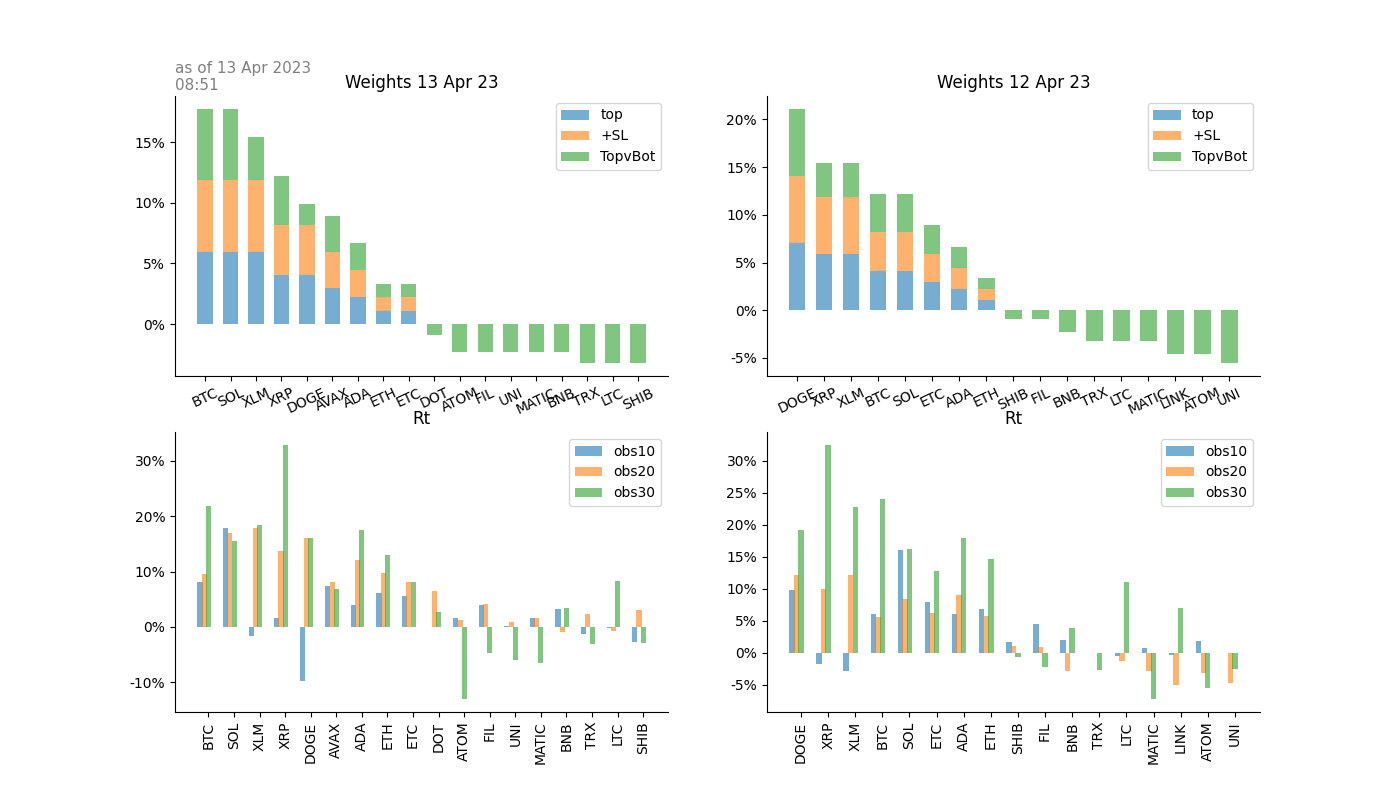 as of 13 Apr 2023
08:51
Weights 13 Apr 23
15%
10%
5%
0%
top
+SL
TopvBot
BTC SOL XLM XRP DOGE AVAX ADA ETH ETC DOT ATOM FIL UNI MATIC BNB TRX LTC SHIB
Weights 12 Apr 23
20%
15%
10%
5%
0%
-5%
top
+SL
TopvBot
DOGE XRP XLM BTC SOL ETC ADA ETH SHIB FIL BNB TRX LTC MATIC LINK ATOM UNI
Rt
30%
20%
10%
0%
-10%
obs10
obs20
obs30
BTC SOL XLM XRP DOGE AVAX ADA ETH ETC DOT ATOM FIL UNI MATIC BNB TRX LTC SHIB
Rt
30%
25%
20%
15%
10%
5%
0%
-5%
obs10
obs20
obs30
DOGE XRP XLM BTC SOL ETC ADA ETH SHIB FIL BNB TRX LTC MATIC LINK ATOM UNI